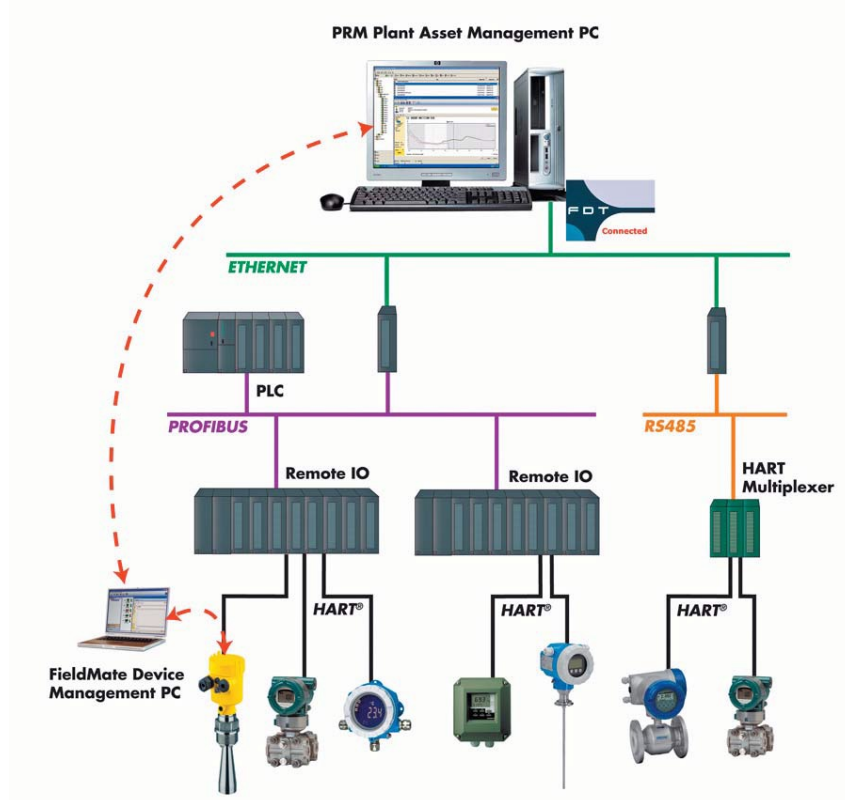 PRM Plant Asset Management PC
FDT
Connected
ETHERNET
PLC
PROFIBUS
RS485
Remote IO
Remote IO
HART
Multiplexer
HART®
HART®
HART®
FieldMate Device
Management PC